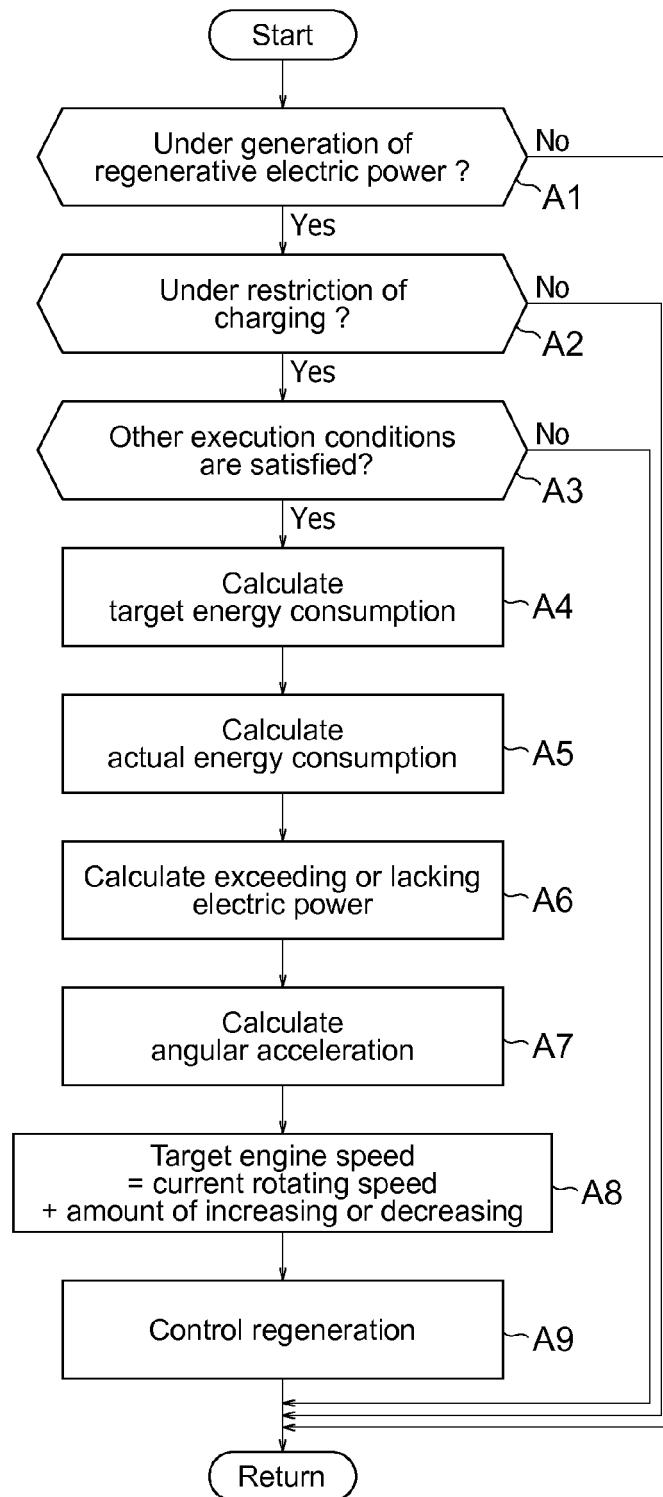 Start
Under generation of
regenerative electric power ?
No
A1
Yes
Under restriction of
charging ?
No
A2
Yes
Other execution conditions
are satisfied?
No
A3
Yes
Calculate
target energy consumption
A4
Calculate
actual energy consumption
A5
Calculate exceeding or lacking
electric power
A6
Calculate
angular acceleration
A7
Target engine speed
= current rotating speed
+ amount of increasing or decreasing
A8
Control regeneration
A9
Return